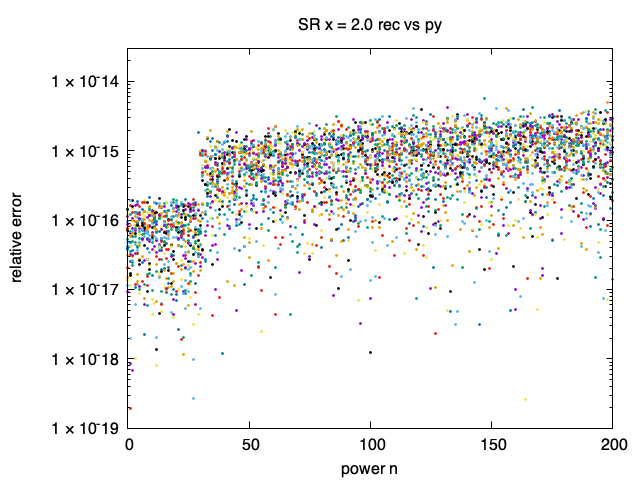 SR x = 2.0 rec vs py
1 × 10^-14
1 × 10^-15
1 × 10^-16
1 × 10^-17
1 × 10^-18
1 × 10^-19
relative error
0 50 100 150 200
power n